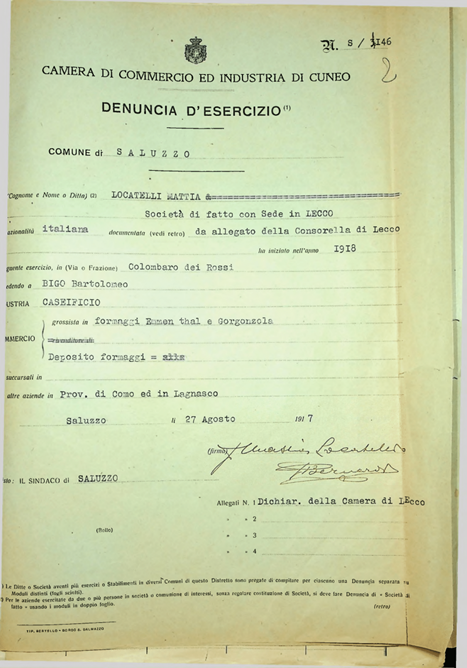 N. S / 3146
2
CAMERA DI COMMERCIO ED INDUSTRIA DI CUNEO
DENUNCIA D'ESERCIZIO (1)
COMUNE di SALUZZO
(Cognome e Nome o Ditta) (2) LOCATELLI MATTIA &
Società di fatto con Sede in LECCO
azionalità italiana documentata (vedi retro) da allegato della Consorella di Lecco
ha iniziato nell'anno 1918
guente esercizio, in (Via o Frazione) Colombaro dei Rossi
edendo a BIGO Bartolomeo
USTRIA CASEIFICIO
grossista in formaggi Emmen thal e Gorgonzola
MMERCIO
Deposito formaggi =
succursali in
altre aziende in Prov. di Como ed in Lagnasco
Saluzzo li 27 Agosto 1917
(firma) Mattia Locatelli
sto: IL SINDACO di SALUZZO
Allegati N. 1 Dichiar. della Camera di LEcco
" " 2
(Bollo) " " 3
" " 4
) Le Ditte o Società aventi più esercizi o Stabilimenti in diversi Comuni di questo Distretto sono pregate di compilare per ciascuno una Denuncia separata su
Moduli distinti (fogli scinti).
) Per le aziende esercitate da due o più persone in società o comunione di interessi, senza regolare costituzione di Società, si deve fare Denuncia di « Società di
fatto » usando i moduli in doppio foglio.
(retro)
TIP. BERTELLO - BORGO S. DALMAZZO